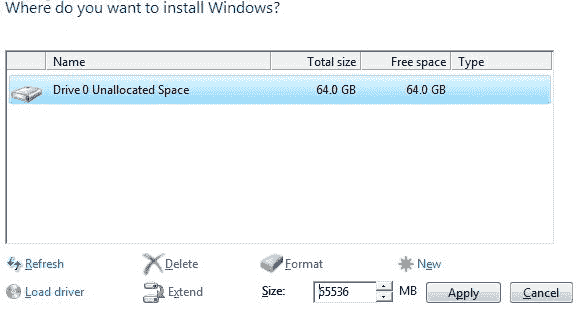 Where do you want to install Windows?
Name Total size Free space Type
Drive 0 Unallocated Space 64.0 GB 64.0 GB
Refresh Delete Format New
Load driver Extend Size: 65536 MB Apply Cancel